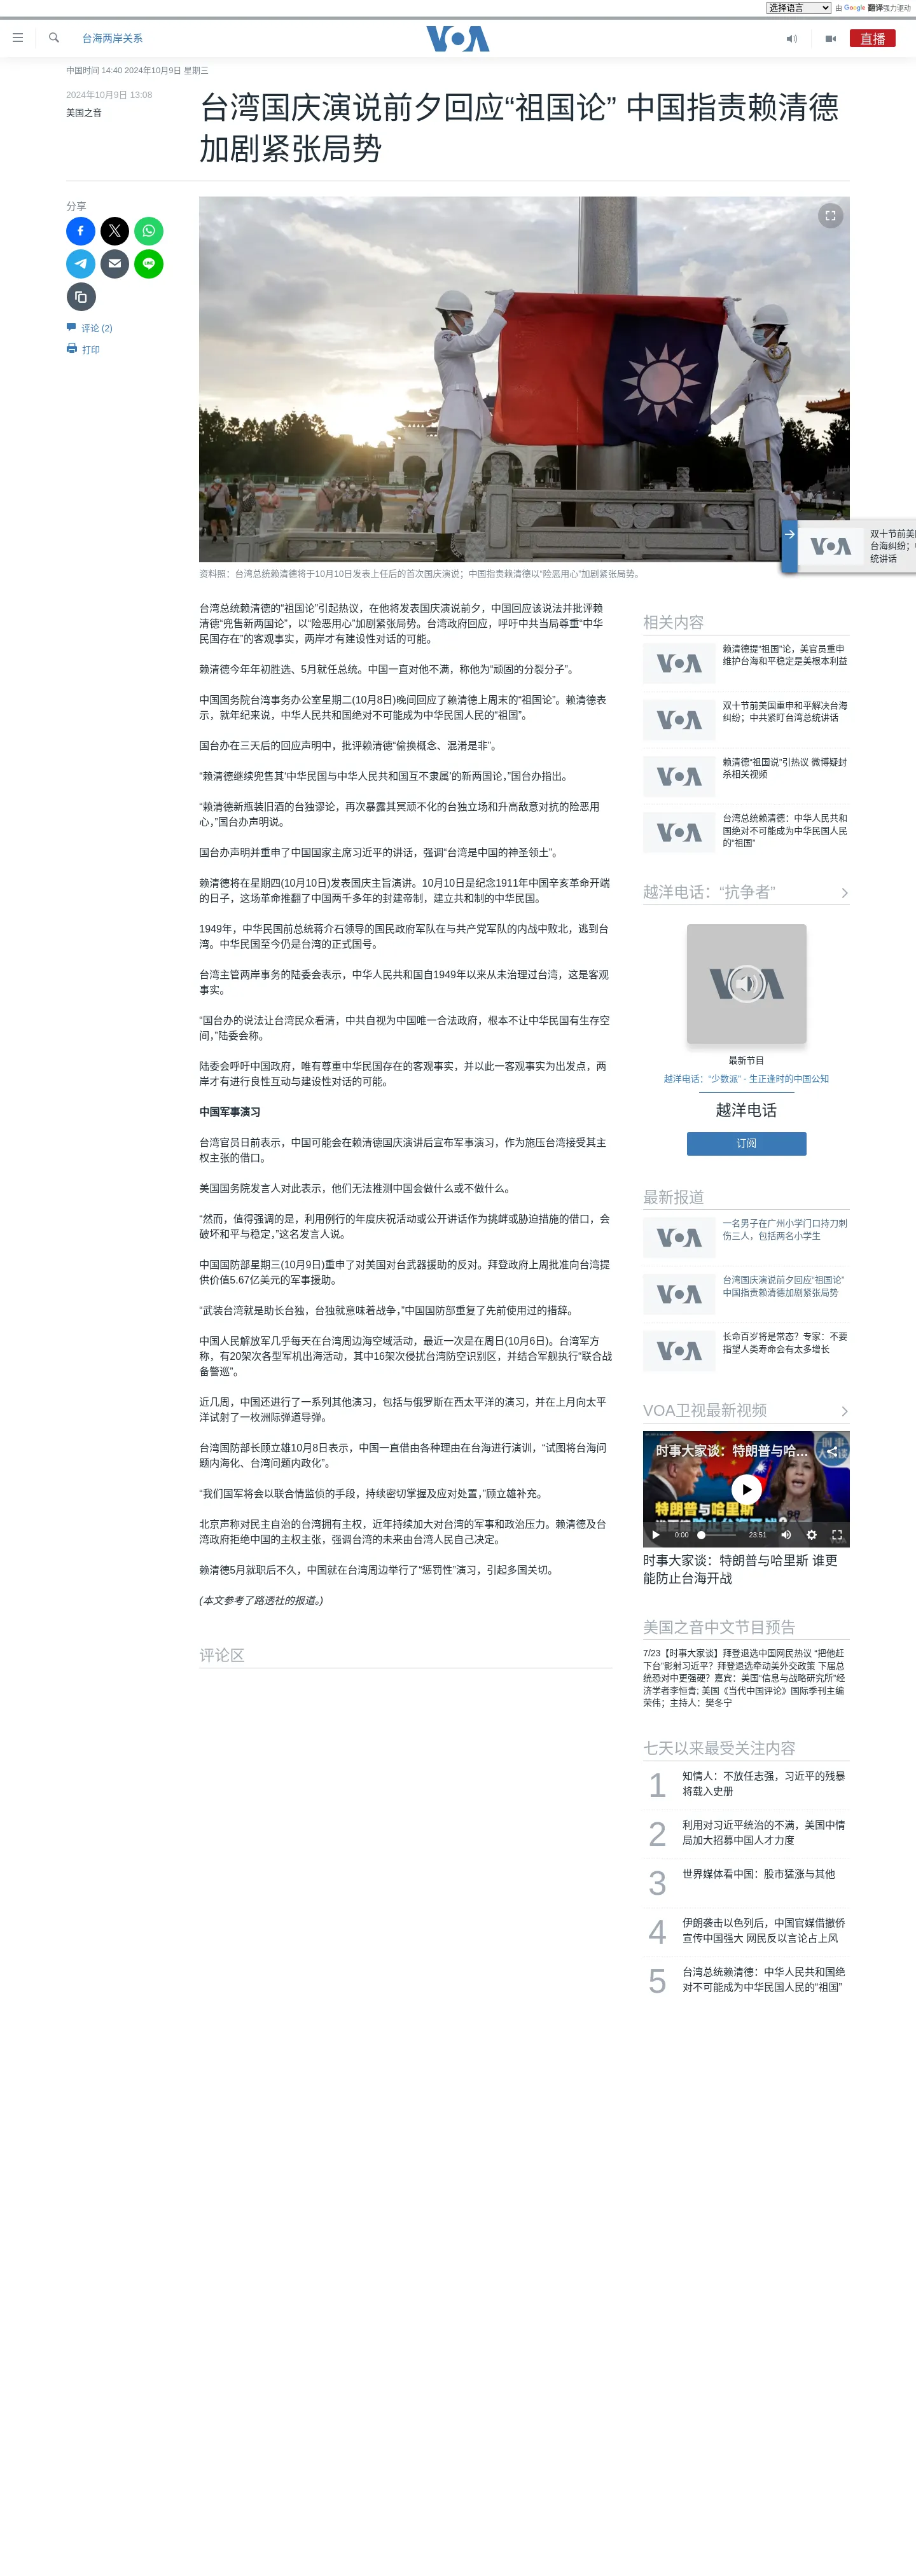 选择语言
由 Google 翻译强力驱动
台海两岸关系
VOA
直播
中国时间 14:40 2024年10月9日 星期三
2024年10月9日 13:08
美国之音
台湾国庆演说前夕回应“祖国论” 中国指责赖清德
加剧紧张局势
分享
评论 (2)
打印
资料照：台湾总统赖清德将于10月10日发表上任后的首次国庆演说；中国指责赖清德以“险恶用心”加剧紧张局势。
双十节前美
台海纠纷；
统讲话
台湾总统赖清德的“祖国论”引起热议，在他将发表国庆演说前夕，中国回应该说法并批评赖
清德“兜售新两国论”，以“险恶用心”加剧紧张局势。台湾政府回应，呼吁中共当局尊重“中华
民国存在”的客观事实，两岸才有建设性对话的可能。
赖清德今年年初胜选、5月就任总统。中国一直对他不满，称他为“顽固的分裂分子”。
中国国务院台湾事务办公室星期二(10月8日)晚间回应了赖清德上周末的“祖国论”。赖清德表
示，就年纪来说，中华人民共和国绝对不可能成为中华民国人民的“祖国”。
国台办在三天后的回应声明中，批评赖清德“偷换概念、混淆是非”。
“赖清德继续兜售其‘中华民国与中华人民共和国互不隶属’的新两国论，”国台办指出。
“赖清德新瓶装旧酒的台独谬论，再次暴露其冥顽不化的台独立场和升高敌意对抗的险恶用
心，”国台办声明说。
国台办声明并重申了中国国家主席习近平的讲话，强调“台湾是中国的神圣领土”。
赖清德将在星期四(10月10日)发表国庆主旨演讲。10月10日是纪念1911年中国辛亥革命开端
的日子，这场革命推翻了中国两千多年的封建帝制，建立共和制的中华民国。
1949年，中华民国前总统蒋介石领导的国民政府军队在与共产党军队的内战中败北，逃到台
湾。中华民国至今仍是台湾的正式国号。
台湾主管两岸事务的陆委会表示，中华人民共和国自1949年以来从未治理过台湾，这是客观
事实。
“国台办的说法让台湾民众看清，中共自视为中国唯一合法政府，根本不让中华民国有生存空
间，”陆委会称。
陆委会呼吁中国政府，唯有尊重中华民国存在的客观事实，并以此一客观事实为出发点，两
岸才有进行良性互动与建设性对话的可能。
中国军事演习
台湾官员日前表示，中国可能会在赖清德国庆演讲后宣布军事演习，作为施压台湾接受其主
权主张的借口。
美国国务院发言人对此表示，他们无法推测中国会做什么或不做什么。
“然而，值得强调的是，利用例行的年度庆祝活动或公开讲话作为挑衅或胁迫措施的借口，会
破坏和平与稳定，”这名发言人说。
中国国防部星期三(10月9日)重申了对美国对台武器援助的反对。拜登政府上周批准向台湾提
供价值5.67亿美元的军事援助。
“武装台湾就是助长台独，台独就意味着战争，”中国国防部重复了先前使用过的措辞。
中国人民解放军几乎每天在台湾周边海空域活动，最近一次是在周日(10月6日)。台湾军方
称，有20架次各型军机出海活动，其中16架次侵扰台湾防空识别区，并结合军舰执行“联合战
备警巡”。
近几周，中国还进行了一系列其他演习，包括与俄罗斯在西太平洋的演习，并在上月向太平
洋试射了一枚洲际弹道导弹。
台湾国防部长顾立雄10月8日表示，中国一直借由各种理由在台海进行演训，“试图将台海问
题内海化、台湾问题内政化”。
“我们国军将会以联合情监侦的手段，持续密切掌握及应对处置，”顾立雄补充。
北京声称对民主自治的台湾拥有主权，近年持续加大对台湾的军事和政治压力。赖清德及台
湾政府拒绝中国的主权主张，强调台湾的未来由台湾人民自己决定。
赖清德5月就职后不久，中国就在台湾周边举行了“惩罚性”演习，引起多国关切。
(本文参考了路透社的报道。)
评论区
相关内容
VOA
赖清德提“祖国”论，美官员重申
维护台海和平稳定是美根本利益
VOA
双十节前美国重申和平解决台海
纠纷；中共紧盯台湾总统讲话
VOA
赖清德“祖国说”引热议 微博疑封
杀相关视频
VOA
台湾总统赖清德：中华人民共和
国绝对不可能成为中华民国人民
的“祖国”
越洋电话：“抗争者”
VOA
最新节目
越洋电话：“少数派” - 生正逢时的中国公知
越洋电话
订阅
最新报道
VOA
一名男子在广州小学门口持刀刺
伤三人，包括两名小学生
VOA
台湾国庆演说前夕回应“祖国论”
中国指责赖清德加剧紧张局势
VOA
长命百岁将是常态？专家：不要
指望人类寿命会有太多增长
VOA卫视最新视频
时事大家谈：特朗普与哈...
特朗普与哈里斯
0:00
23:51
时事大家谈：特朗普与哈里斯 谁更
能防止台海开战
美国之音中文节目预告
7/23【时事大家谈】拜登退选中国网民热议 “把他赶
下台”影射习近平？拜登退选牵动美外交政策 下届总
统恐对中更强硬？嘉宾：美国“信息与战略研究所”经
济学者李恒青; 美国《当代中国评论》国际季刊主编
荣伟；主持人：樊冬宁
七天以来最受关注内容
1
知情人：不放任志强，习近平的残暴
将载入史册
2
利用对习近平统治的不满，美国中情
局加大招募中国人才力度
3
世界媒体看中国：股市猛涨与其他
4
伊朗袭击以色列后，中国官媒借撤侨
宣传中国强大 网民反以言论占上风
5
台湾总统赖清德：中华人民共和国绝
对不可能成为中华民国人民的“祖国”